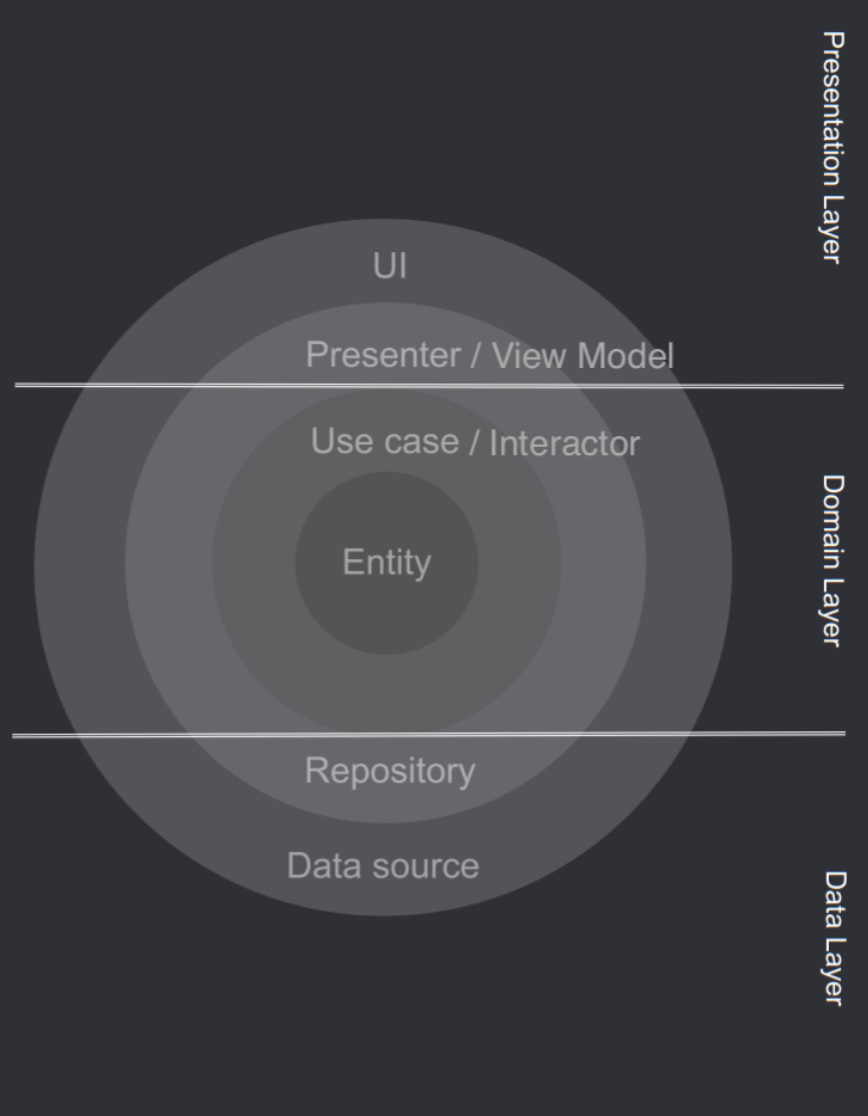 Presentation Layer
UI
Presenter / View Model
Use case / Interactor
Entity
Domain Layer
Repository
Data source
Data Layer